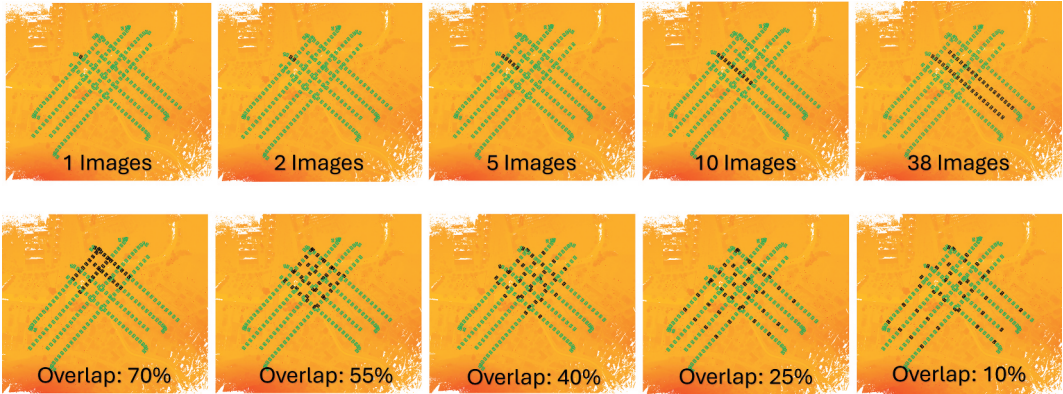 1 Images
2 Images
5 Images
10 Images
38 Images
Overlap: 70%
Overlap: 55%
Overlap: 40%
Overlap: 25%
Overlap: 10%